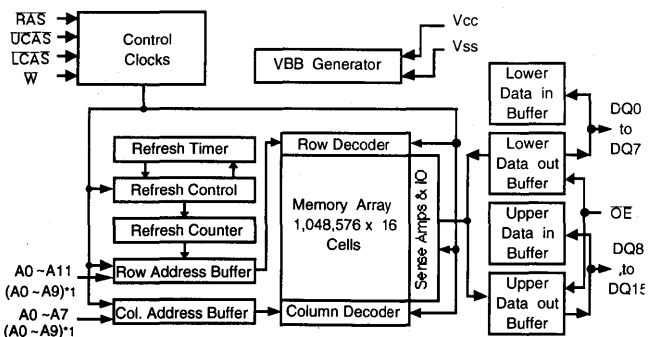 RAS
UCAS
LCAS
W
Control
Clocks
VBB Generator
Vcc
Vss
Lower
Data in
Buffer
DQ0
to
DQ7
Lower
Data out
Buffer
Refresh Timer
Refresh Control
Refresh Counter
Row Address Buffer
Col. Address Buffer
A0 ~A11
(A0 ~A9)*1
A0 ~A7
(A0 ~A9)*1
Row Decoder
Memory Array
1,048,576 x 16
Cells
Column Decoder
Sense Amps & IO
OE
Upper
Data in
Buffer
DQ8
,to
DQ15
Upper
Data out
Buffer